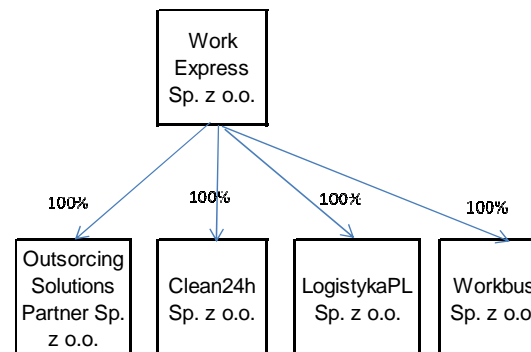 Work
Express
Sp. z o.o.
100%
100%
100%
100%
Outsorcing
Solutions
Partner Sp.
z o.o.
Clean24h
Sp. z o.o.
LogistykaPL
Sp. z o.o.
Workbus
Sp. z o.o